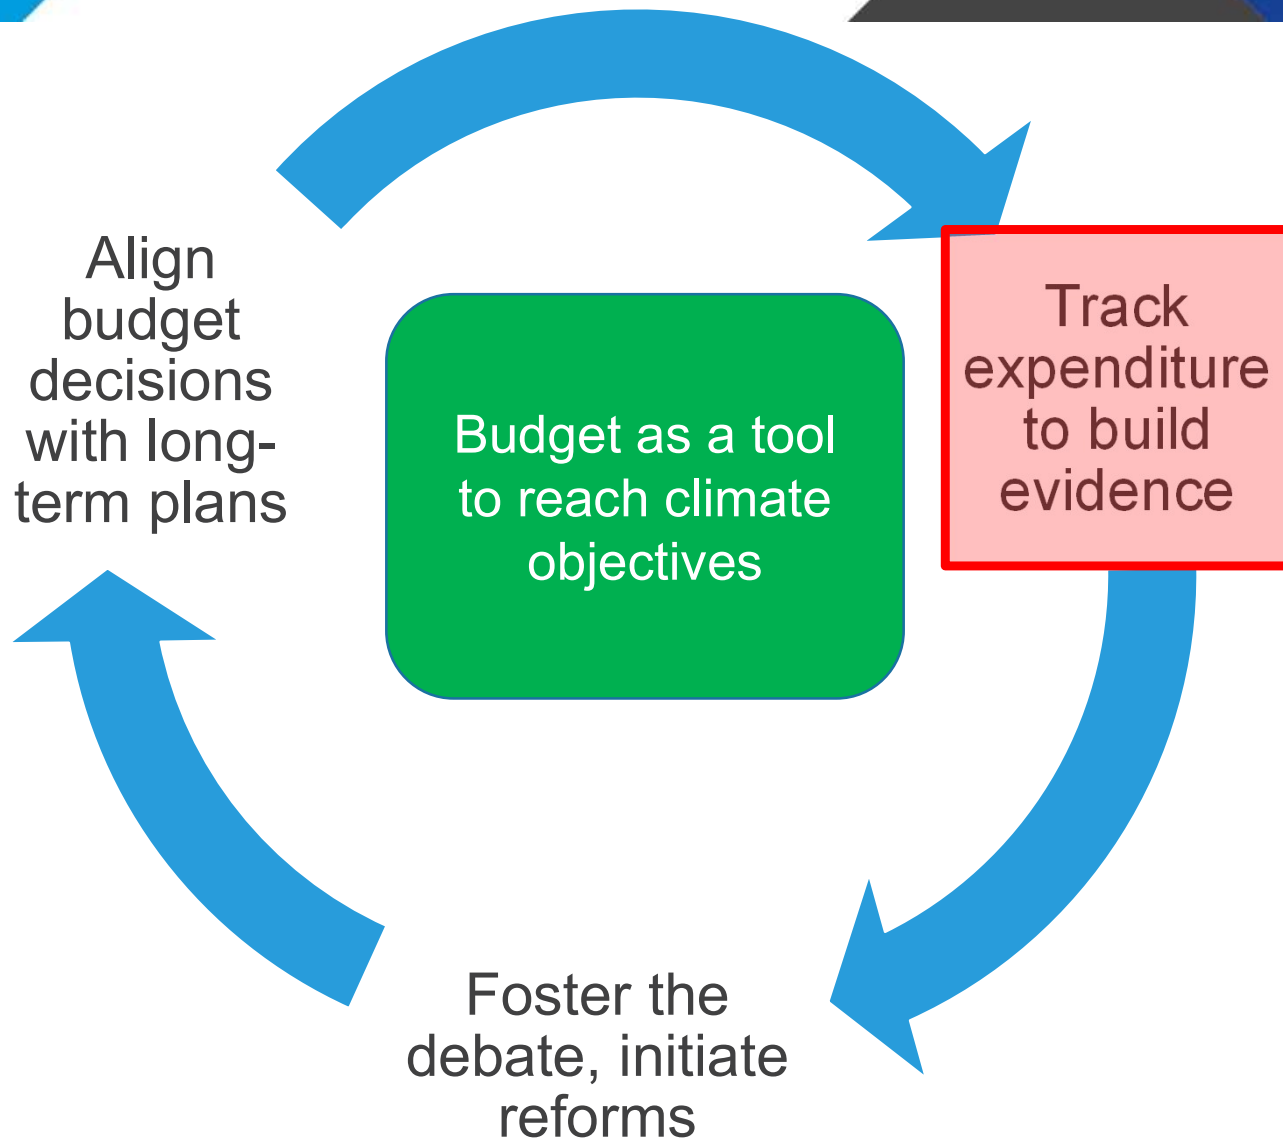 Align
budget
decisions
with long-
term plans
Budget as a tool
to reach climate
objectives
Track
expenditure
to build
evidence
Foster the
debate, initiate
reforms